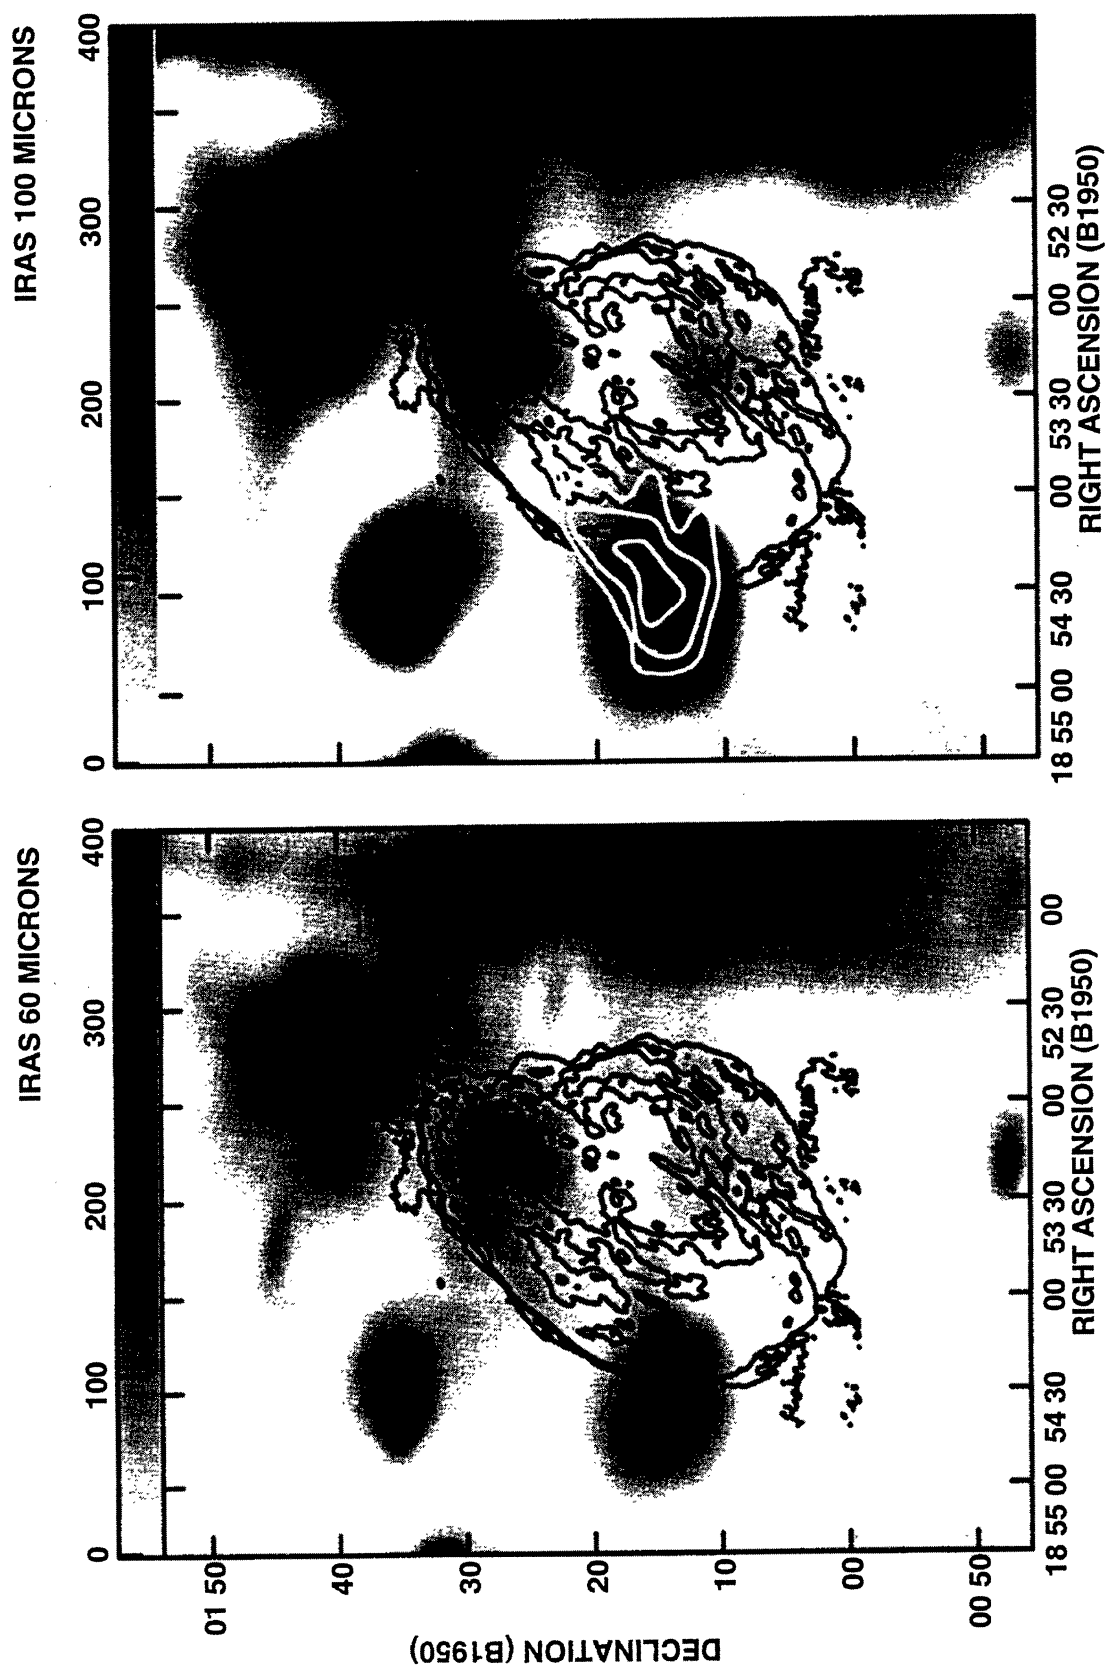 IRAS 60 MICRONS
0 100 200 300 400
01 50
40
30
20
10
00
00 50
DECLINATION (B1950)
18 55 00 54 30 00 53 30 00 52 30 00
RIGHT ASCENSION (B1950)
IRAS 100 MICRONS
0 100 200 300 400
18 55 00 54 30 00 53 30 00 52 30
RIGHT ASCENSION (B1950)